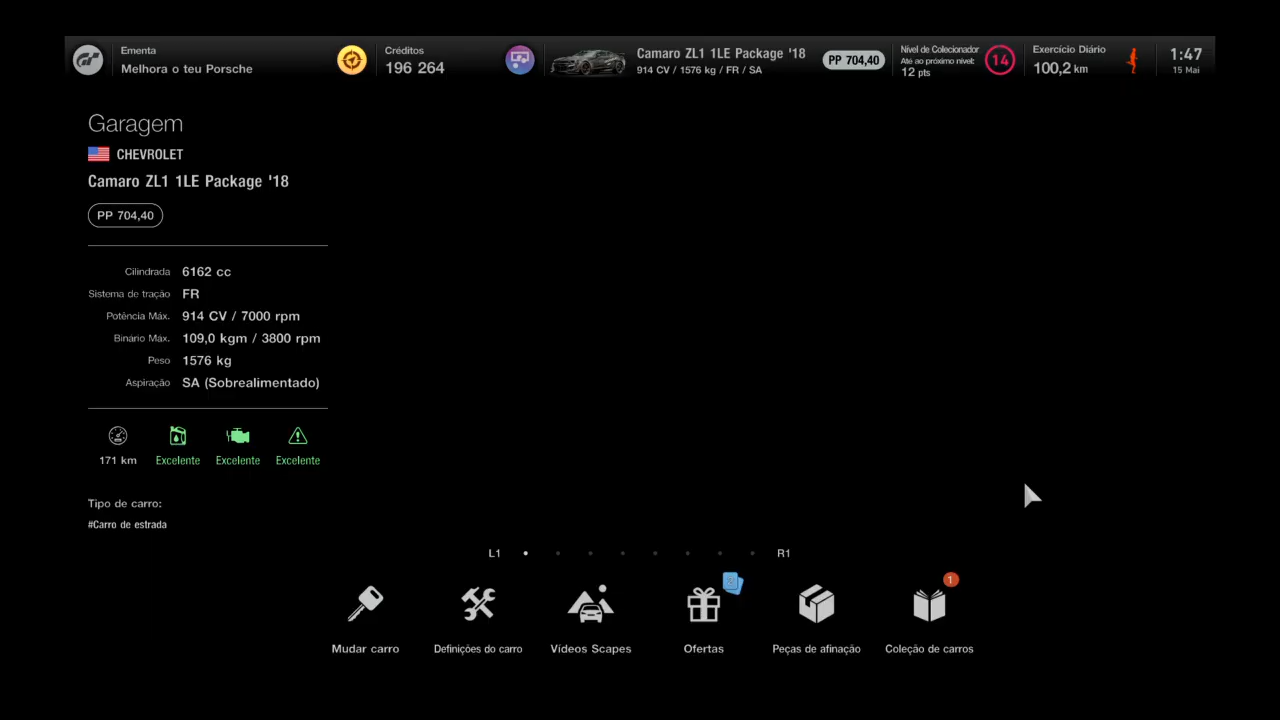 Ementa
Melhora o teu Porsche
Créditos
196 264
Camaro ZL1 1LE Package '18
914 CV / 1576 kg / FR / SA
PP 704,40
Nível de Colecionador
Até ao próximo nível:
12 pts
14
Exercício Diário
100,2 km
1:47
15 Mai
Garagem
CHEVROLET
Camaro ZL1 1LE Package '18
PP 704,40
Cilindrada 6162 cc
Sistema de tração FR
Potência Máx. 914 CV / 7000 rpm
Binário Máx. 109,0 kgm / 3800 rpm
Peso 1576 kg
Aspiração SA (Sobrealimentado)
171 km Excelente Excelente Excelente
Tipo de carro:
#Carro de estrada
L1 R1
1
Mudar carro Definições do carro Vídeos Scapes Ofertas Peças de afinação Coleção de carros